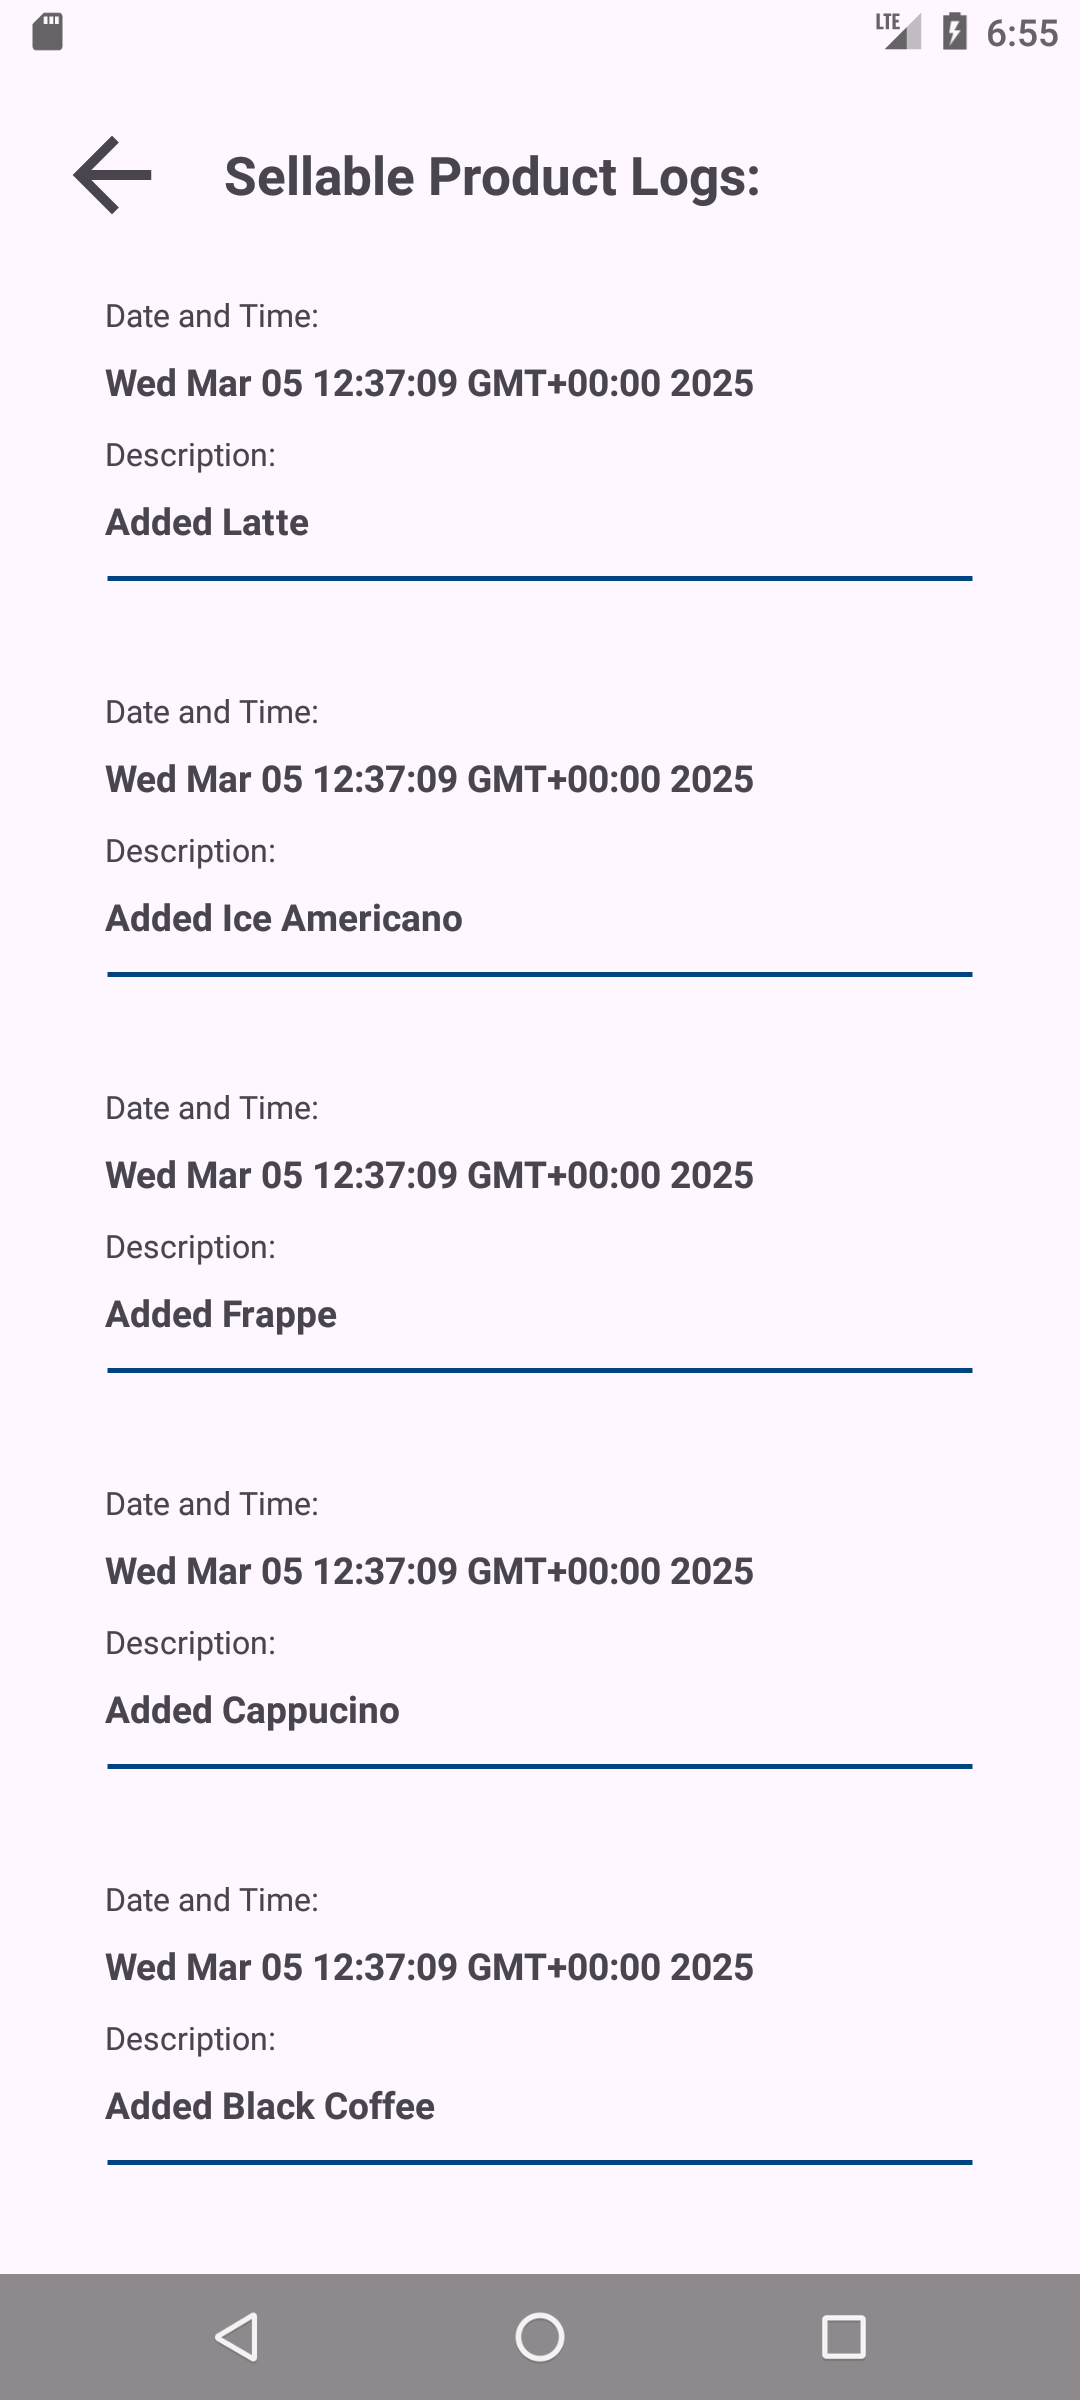 LTE 6:55
Sellable Product Logs:
Date and Time:
Wed Mar 05 12:37:09 GMT+00:00 2025
Description:
Added Latte
Date and Time:
Wed Mar 05 12:37:09 GMT+00:00 2025
Description:
Added Ice Americano
Date and Time:
Wed Mar 05 12:37:09 GMT+00:00 2025
Description:
Added Frappe
Date and Time:
Wed Mar 05 12:37:09 GMT+00:00 2025
Description:
Added Cappucino
Date and Time:
Wed Mar 05 12:37:09 GMT+00:00 2025
Description:
Added Black Coffee